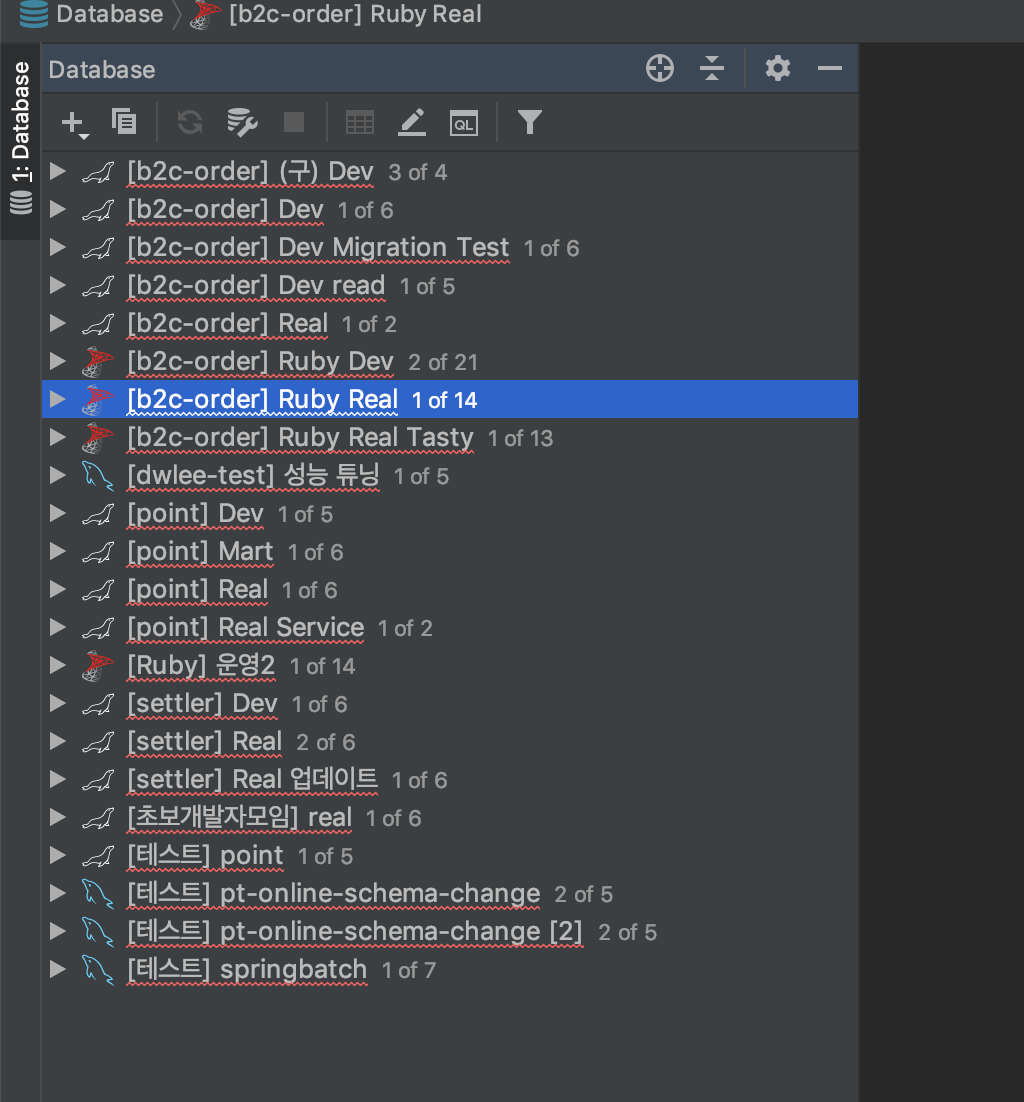 Database [b2c-order] Ruby Real
Database
1: Database
QL
[b2c-order] (구) Dev 3 of 4
[b2c-order] Dev 1 of 6
[b2c-order] Dev Migration Test 1 of 6
[b2c-order] Dev read 1 of 5
[b2c-order] Real 1 of 2
[b2c-order] Ruby Dev 2 of 21
[b2c-order] Ruby Real 1 of 14
[b2c-order] Ruby Real Tasty 1 of 13
[dwlee-test] 성능 튜닝 1 of 5
[point] Dev 1 of 5
[point] Mart 1 of 6
[point] Real 1 of 6
[point] Real Service 1 of 2
[Ruby] 운영2 1 of 14
[settler] Dev 1 of 6
[settler] Real 2 of 6
[settler] Real 업데이트 1 of 6
[초보개발자모임] real 1 of 6
[테스트] point 1 of 5
[테스트] pt-online-schema-change 2 of 5
[테스트] pt-online-schema-change [2] 2 of 5
[테스트] springbatch 1 of 7